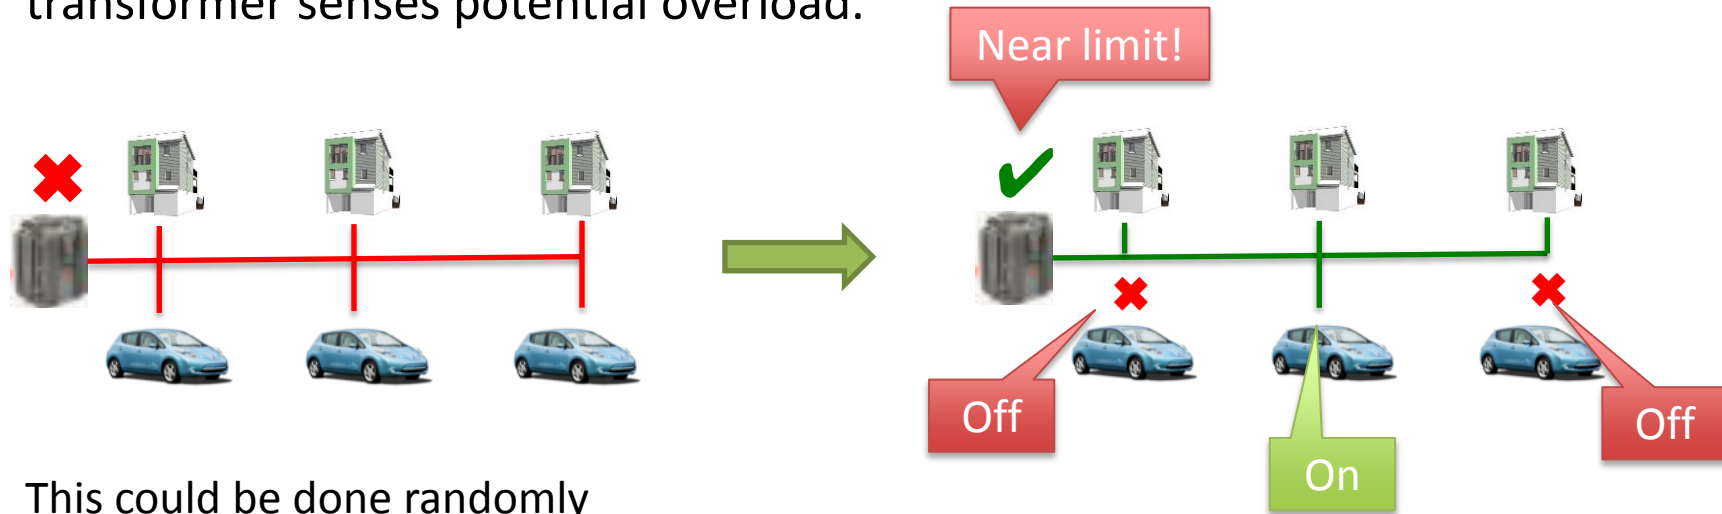 transformer senses potential overload.
Near limit!
Off
On
Off
This could be done randomly